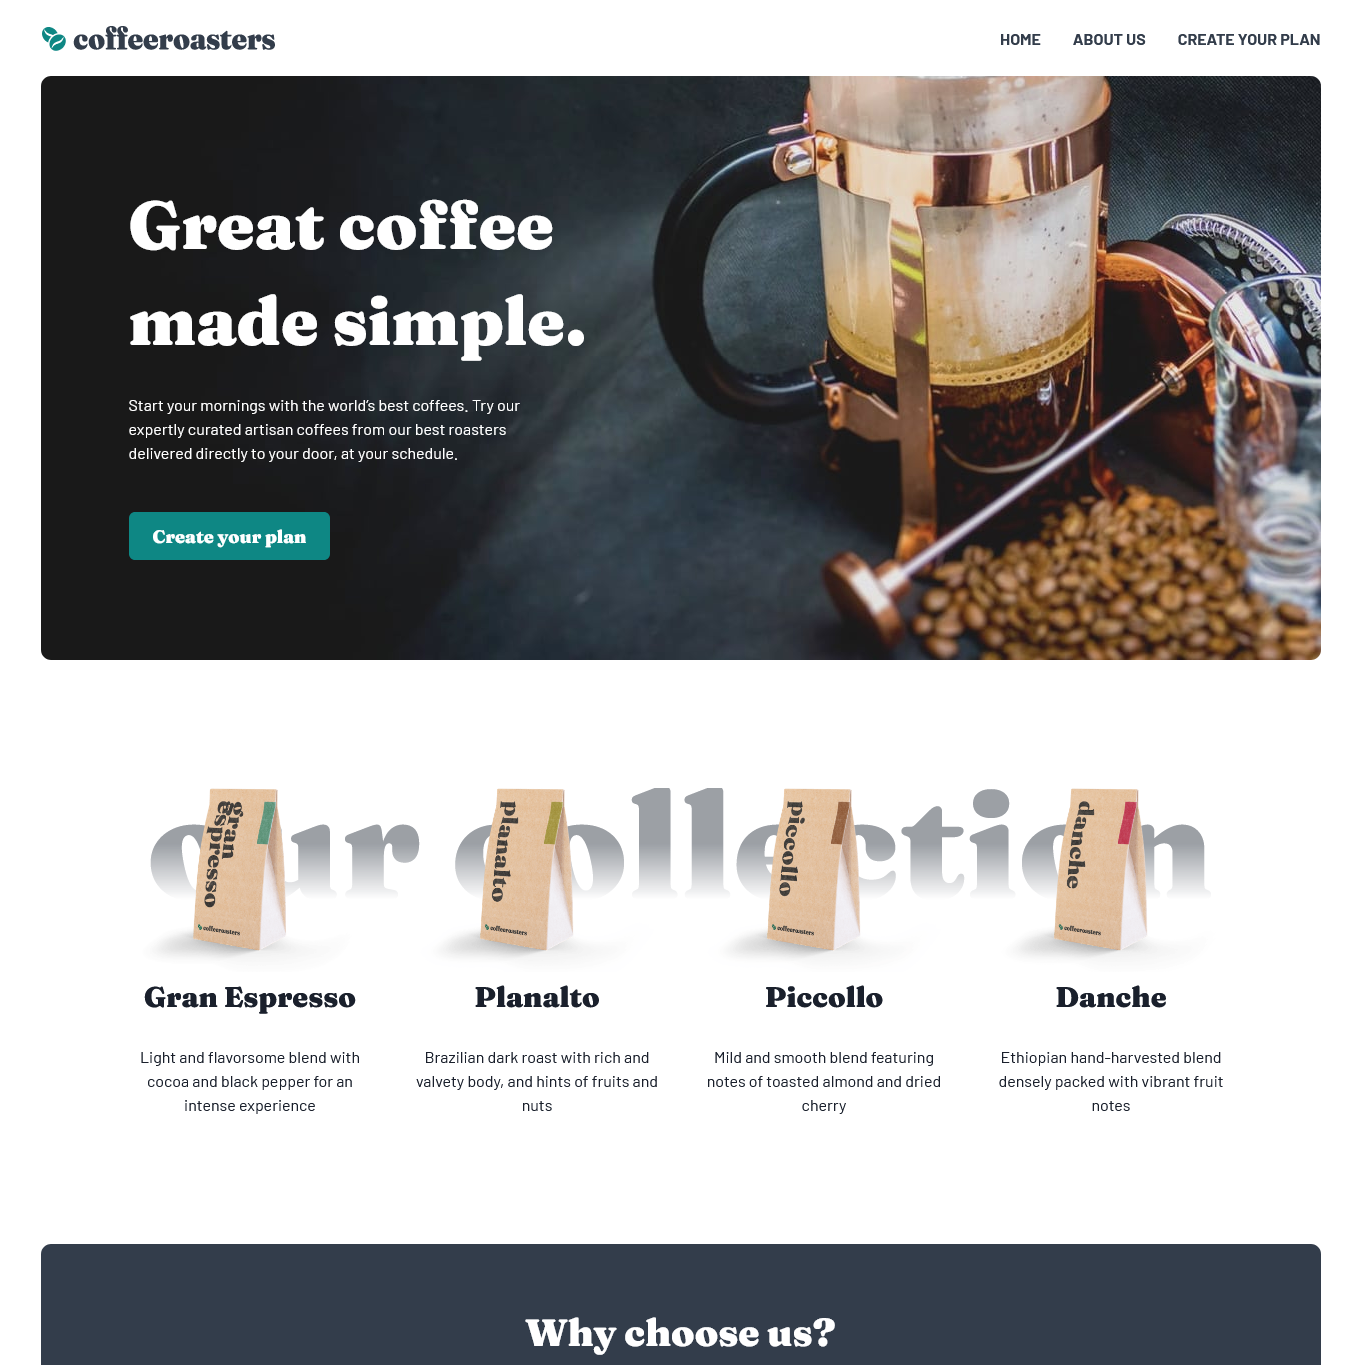 coffeeroasters
HOME ABOUT US CREATE YOUR PLAN
Great coffee
made simple.
Start your mornings with the world’s best coffees. Try our
expertly curated artisan coffees from our best roasters
delivered directly to your door, at your schedule.
Create your plan
our collection
gran
espresso
coffeeroasters
planalto
coffeeroasters
piccollo
coffeeroasters
danche
coffeeroasters
Gran Espresso
Light and flavorsome blend with
cocoa and black pepper for an
intense experience
Planalto
Brazilian dark roast with rich and
valvety body, and hints of fruits and
nuts
Piccollo
Mild and smooth blend featuring
notes of toasted almond and dried
cherry
Danche
Ethiopian hand-harvested blend
densely packed with vibrant fruit
notes
Why choose us?